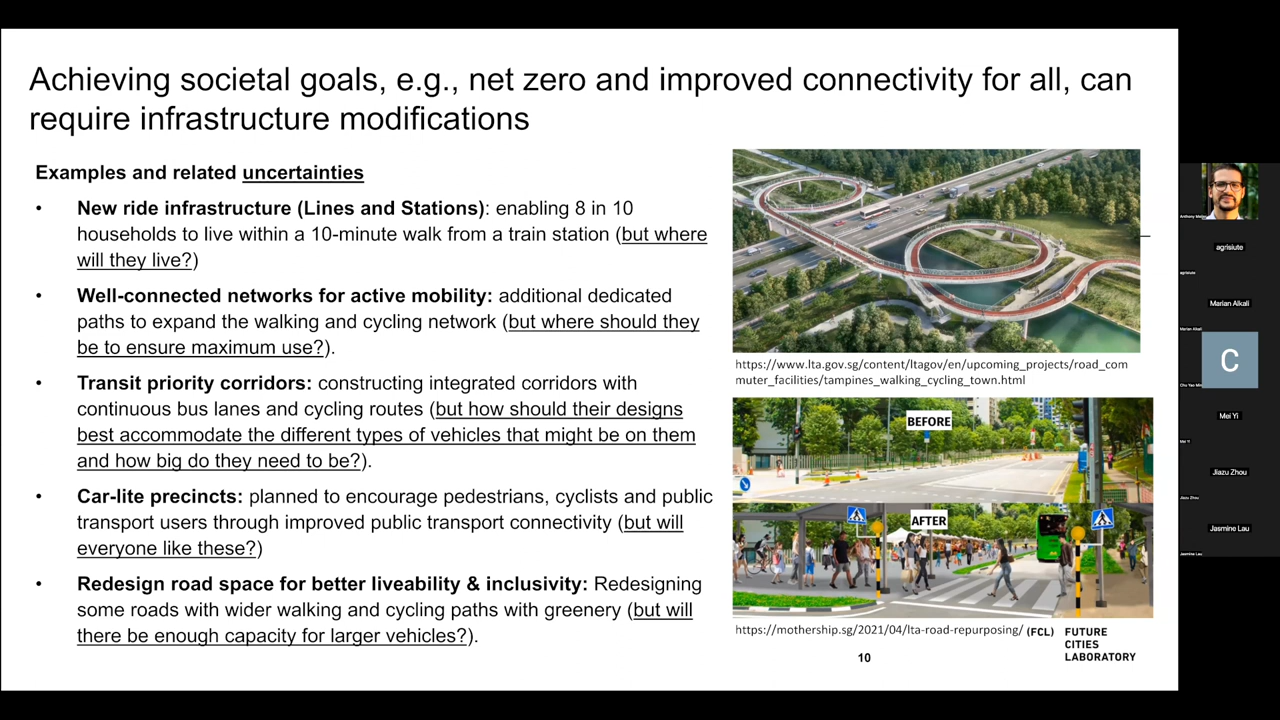 Achieving societal goals, e.g., net zero and improved connectivity for all, can
require infrastructure modifications
Examples and related uncertainties
• New ride infrastructure (Lines and Stations): enabling 8 in 10
households to live within a 10-minute walk from a train station (but where
will they live?)
• Well-connected networks for active mobility: additional dedicated
paths to expand the walking and cycling network (but where should they
be to ensure maximum use?).
• Transit priority corridors: constructing integrated corridors with
continuous bus lanes and cycling routes (but how should their designs
best accommodate the different types of vehicles that might be on them
and how big do they need to be?).
• Car-lite precincts: planned to encourage pedestrians, cyclists and public
transport users through improved public transport connectivity (but will
everyone like these?)
• Redesign road space for better liveability & inclusivity: Redesigning
some roads with wider walking and cycling paths with greenery (but will
there be enough capacity for larger vehicles?).
https://www.lta.gov.sg/content/ltagov/en/upcoming_projects/road_com
muter_facilities/tampines_walking_cycling_town.html
BEFORE
AFTER
https://mothership.sg/2021/04/lta-road-repurposing/
(FCL) FUTURE
CITIES
LABORATORY
10
agrisiute
agrisiute
Marian Alkali
Marian Alkali
C
Mei Yi
Mei Yi
Jiazu Zhou
Jiazu Zhou
Jasmine Lau
Jasmine Lau